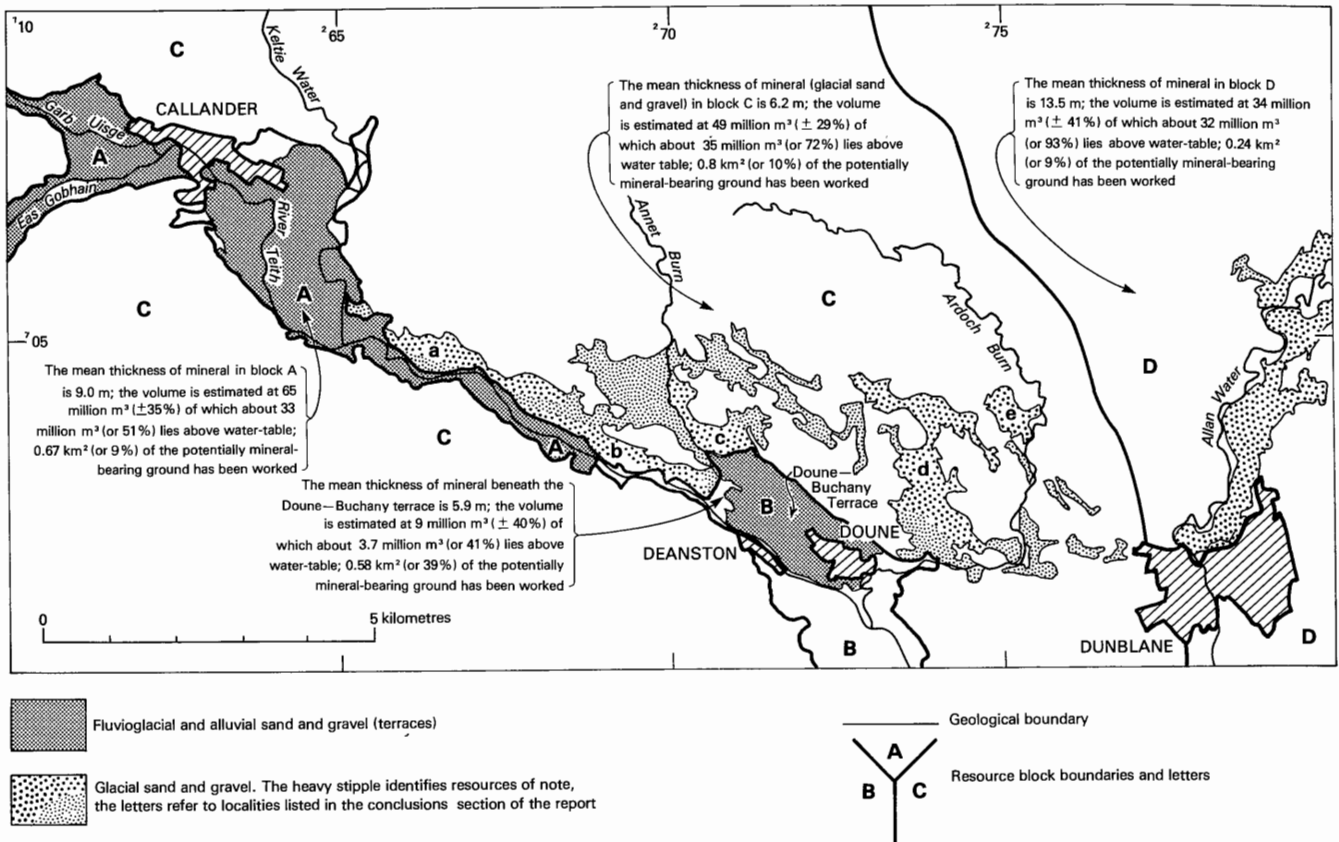 ⁷10
²65
²70
²75
C
Keltie Water
CALLANDER
Garb Uisge
A
Eas Gobhain
River Teith
A
C
⁷05
The mean thickness of mineral (glacial sand
and gravel) in block C is 6.2 m; the volume
is estimated at 49 million m³ (± 29%) of
which about 35 million m³ (or 72%) lies above
water table; 0.8 km² (or 10%) of the potentially
mineral-bearing ground has been worked
The mean thickness of mineral in block D
is 13.5 m; the volume is estimated at 34 million
m³ (± 41%) of which about 32 million m³
(or 93%) lies above water-table; 0.24 km²
(or 9%) of the potentially mineral-bearing
ground has been worked
Annet Burn
C
Ardoch Burn
D
Allan Water
a
The mean thickness of mineral in block A
is 9.0 m; the volume is estimated at 65
million m³ (±35%) of which about 33
million m³ (or 51%) lies above water-table;
0.67 km² (or 9%) of the potentially mineral-
bearing ground has been worked
C
A
b
c
d
e
The mean thickness of mineral beneath the
Doune—Buchany terrace is 5.9 m; the volume
is estimated at 9 million m³ (± 40%) of
which about 3.7 million m³ (or 41%) lies above
water-table; 0.58 km² (or 39%) of the potentially
mineral-bearing ground has been worked
Doune—
Buchany
Terrace
B
DOUNE
DEANSTON
B
DUNBLANE
D
0
5 kilometres
Fluvioglacial and alluvial sand and gravel (terraces)
Glacial sand and gravel. The heavy stipple identifies resources of note,
the letters refer to localities listed in the conclusions section of the report
Geological boundary
A
B C
Resource block boundaries and letters